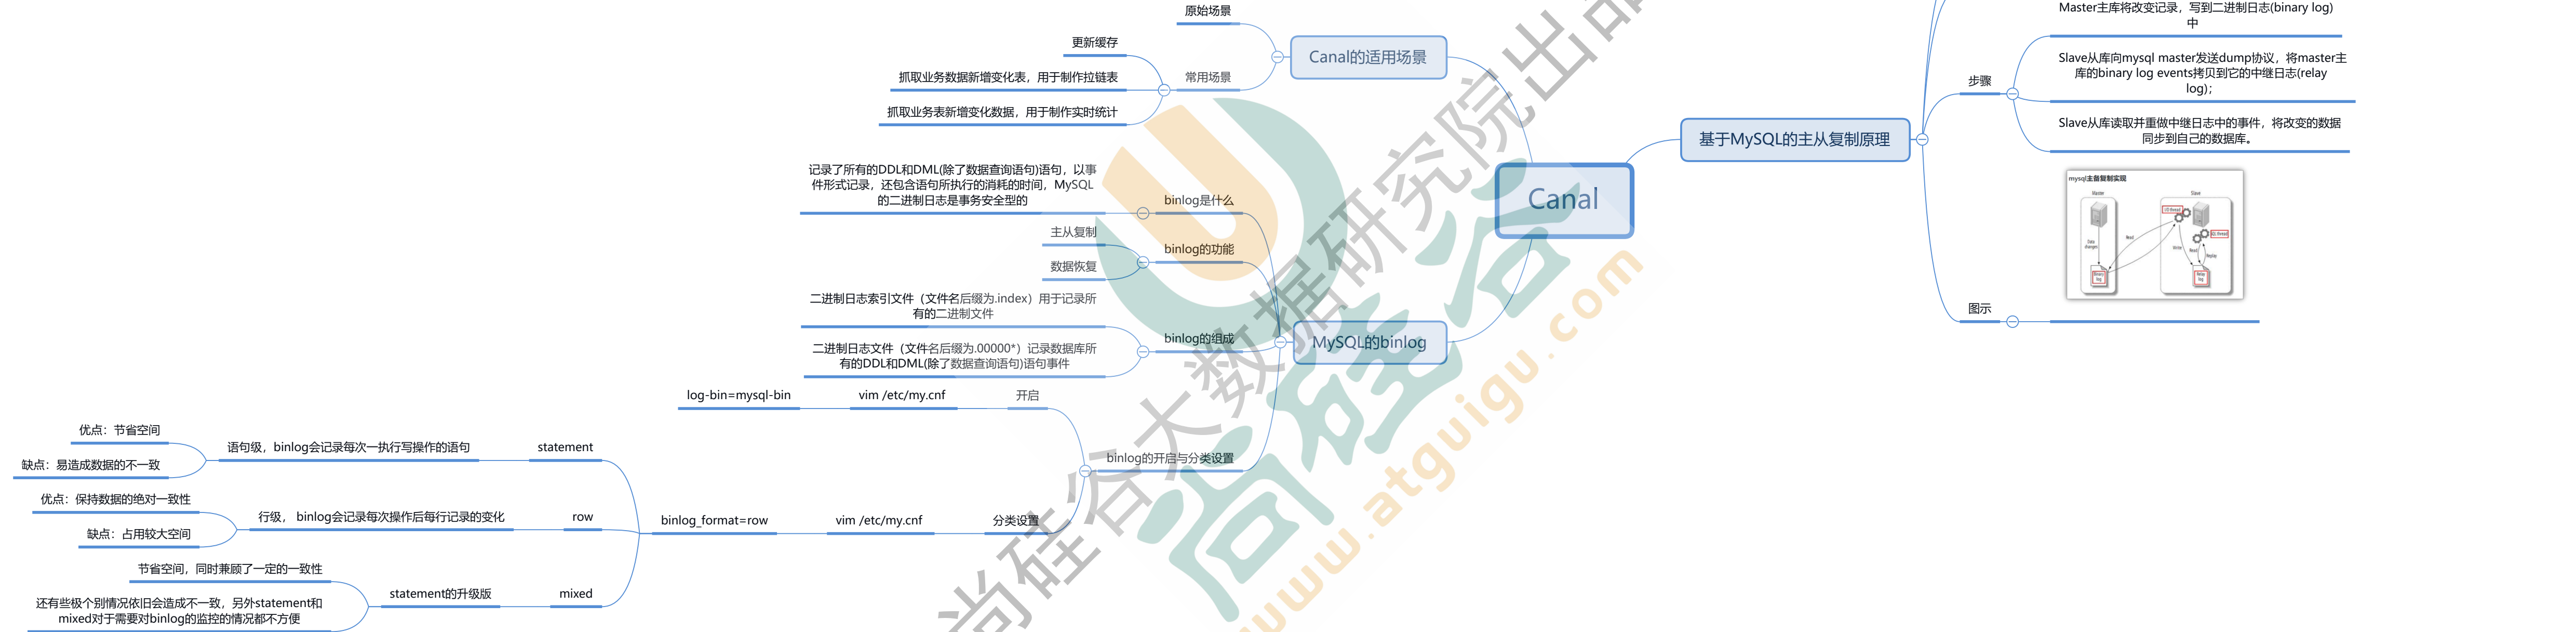 Canal
Canal的适用场景
原始场景
常用场景
更新缓存
抓取业务数据新增变化表，用于制作拉链表
抓取业务表新增变化数据，用于制作实时统计
MySQL的binlog
binlog是什么
记录了所有的DDL和DML(除了数据查询语句)语句，以事
件形式记录，还包含语句所执行的消耗的时间，MySQL
的二进制日志是事务安全型的
binlog的功能
主从复制
数据恢复
binlog的组成
二进制日志索引文件（文件名后缀为.index）用于记录所
有的二进制文件
二进制日志文件（文件名后缀为.00000*）记录数据库所
有的DDL和DML(除了数据查询语句)语句事件
binlog的开启与分类设置
开启
vim /etc/my.cnf
log-bin=mysql-bin
分类设置
vim /etc/my.cnf
binlog_format=row
statement
语句级，binlog会记录每次一执行写操作的语句
优点：节省空间
缺点：易造成数据的不一致
row
行级， binlog会记录每次操作后每行记录的变化
优点：保持数据的绝对一致性
缺点：占用较大空间
mixed
statement的升级版
节省空间，同时兼顾了一定的一致性
还有些极个别情况依旧会造成不一致，另外statement和
mixed对于需要对binlog的监控的情况都不方便
基于MySQL的主从复制原理
步骤
Master主库将改变记录，写到二进制日志(binary log)
中
Slave从库向mysql master发送dump协议，将master主
库的binary log events拷贝到它的中继日志(relay
log)；
Slave从库读取并重做中继日志中的事件，将改变的数据
同步到自己的数据库。
图示
mysql主备复制实现
Master
Slave
I/O thread
SQL thread
Data
changes
Read
Write
Read
Replay
Binary
log
Relay
log
尚硅谷大数据研究院出品
尚硅谷
www.atguigu.com